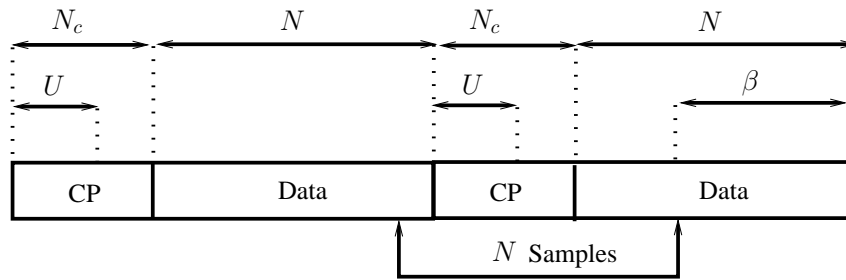 N_c N N_c N
U U β
CP Data CP Data
N Samples